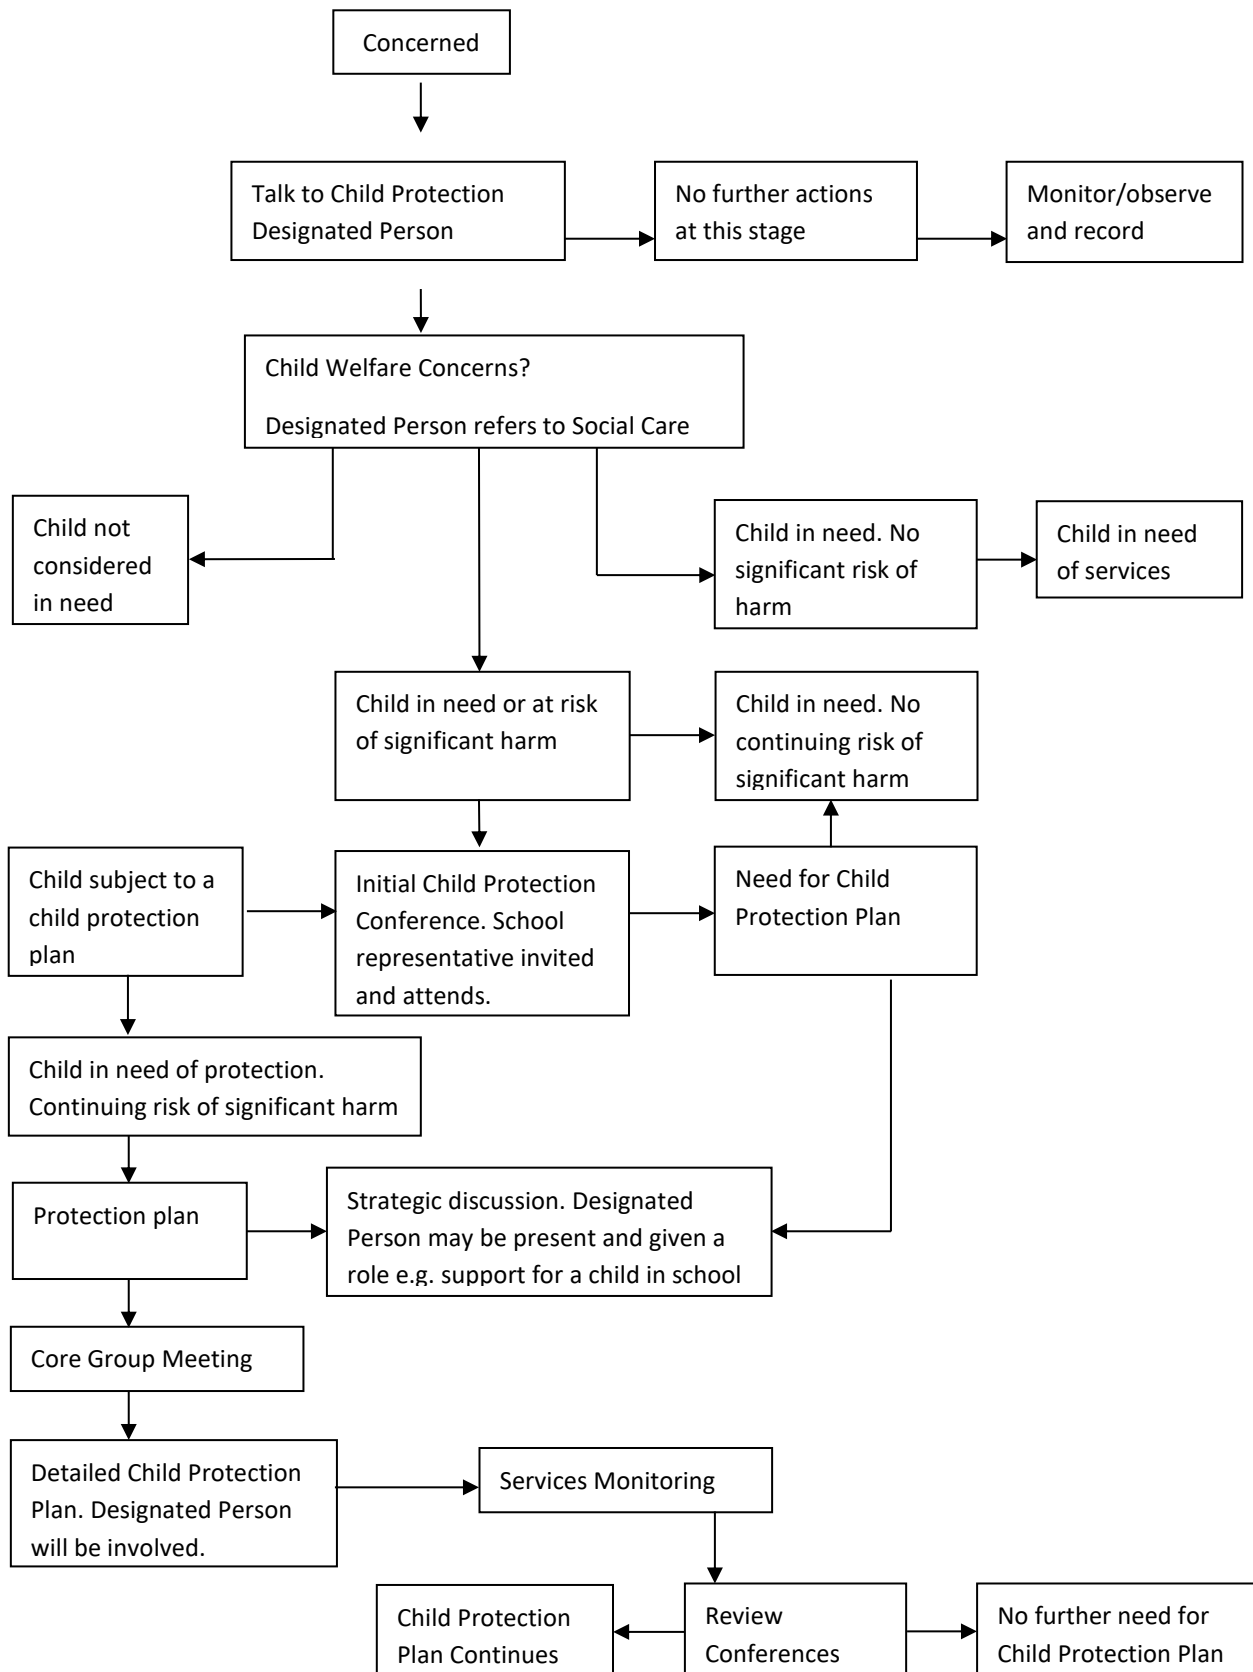 Concerned
Talk to Child Protection
Designated Person
No further actions
at this stage
Monitor/observe
and record
Child Welfare Concerns?
Designated Person refers to Social Care
Child not
considered
in need
Child in need. No
significant risk of
harm
Child in need
of services
Child in need or at risk
of significant harm
Child in need. No
continuing risk of
significant harm
Child subject to a
child protection
plan
Initial Child Protection
Conference. School
representative invited
and attends.
Need for Child
Protection Plan
Child in need of protection.
Continuing risk of significant harm
Protection plan
Strategic discussion. Designated
Person may be present and given a
role e.g. support for a child in school
Core Group Meeting
Detailed Child Protection
Plan. Designated Person
will be involved.
Services Monitoring
Child Protection
Plan Continues
Review
Conferences
No further need for
Child Protection Plan